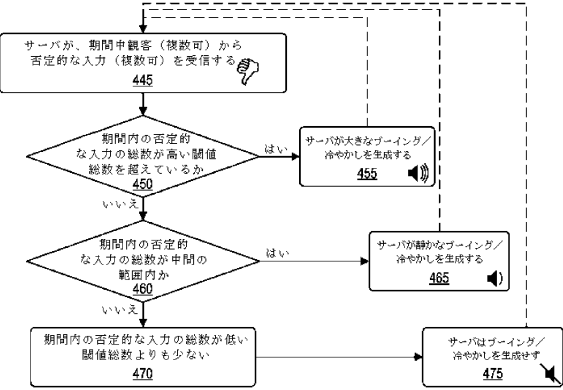 サーバが、期間中観客（複数可）から
否定的な入力（複数可）を受信する
445
期間内の否定的
な入力の総数が高い閾値
総数を超えているか
450
はい
サーバが大きなブーイング／
冷やかしを生成する
455
いいえ
期間内の否定的
な入力の総数が中間の
範囲内か
460
はい
サーバが静かなブーイング／
冷やかしを生成する
465
いいえ
期間内の否定的な入力の総数が低い
閾値総数よりも少ない
470
サーバはブーイング／
冷やかしを生成せず
475